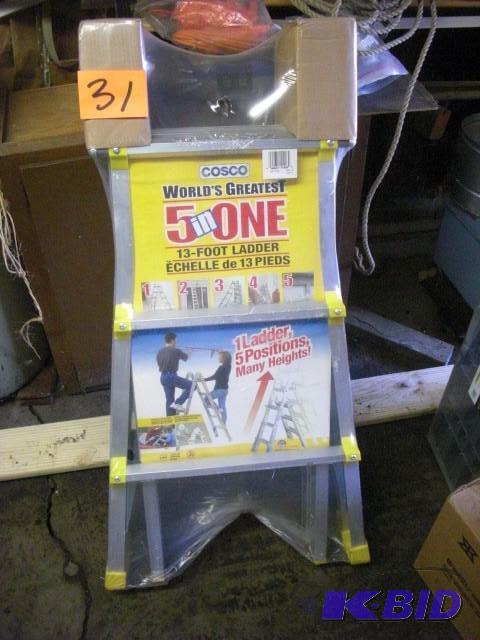 31
COSCO
WORLD'S GREATEST
5 in ONE
13-FOOT LADDER
ÉCHELLE de 13 PIEDS
1 2 3 4 5
1 Ladder,
5 Positions,
Many Heights!
K-BID